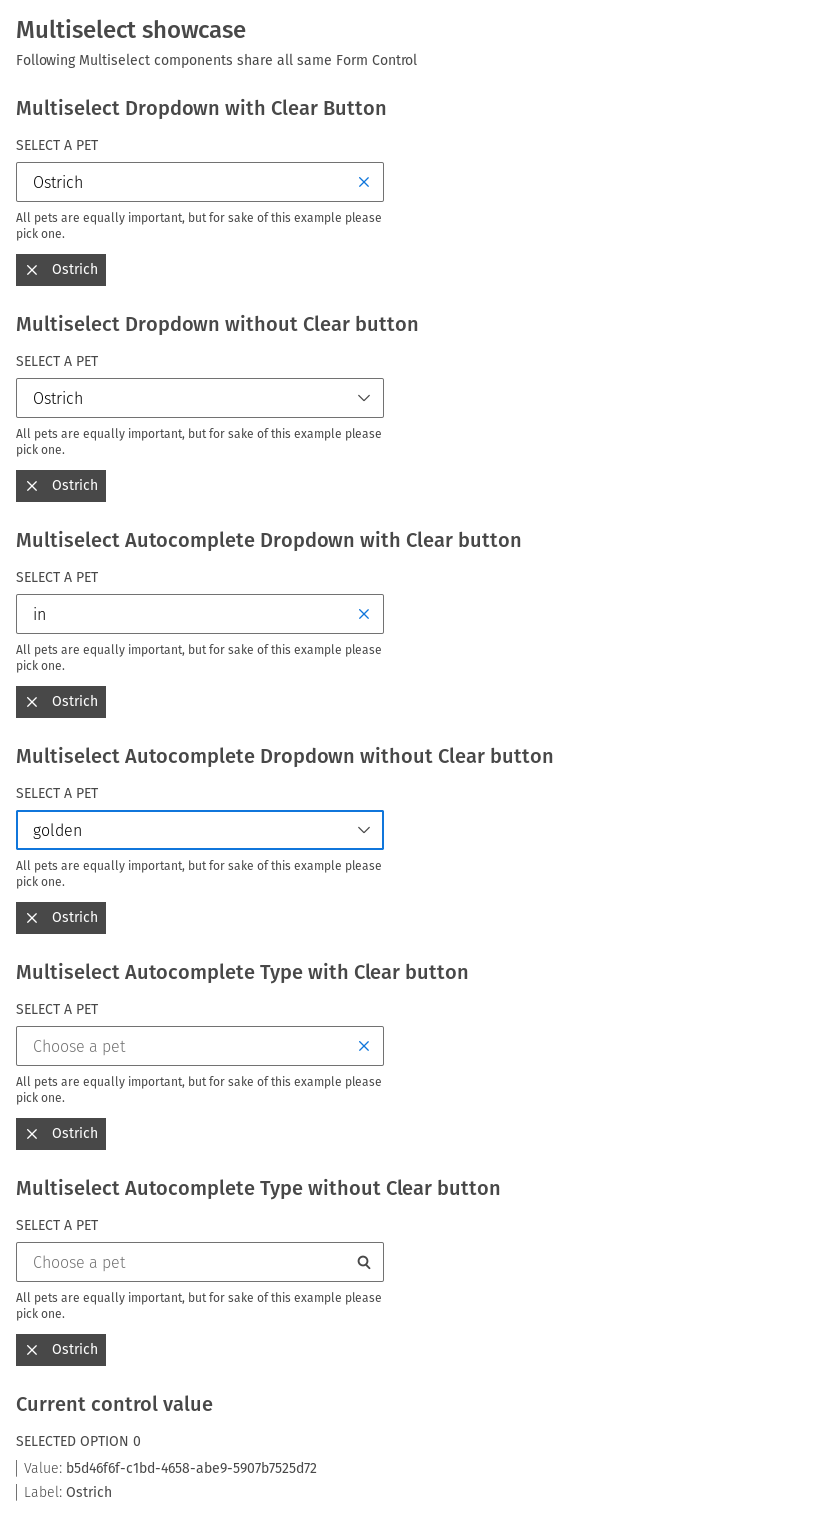 Multiselect showcase
Following Multiselect components share all same Form Control
Multiselect Dropdown with Clear Button
SELECT A PET
Ostrich
All pets are equally important, but for sake of this example please
pick one.
Ostrich
Multiselect Dropdown without Clear button
SELECT A PET
Ostrich
All pets are equally important, but for sake of this example please
pick one.
Ostrich
Multiselect Autocomplete Dropdown with Clear button
SELECT A PET
in
All pets are equally important, but for sake of this example please
pick one.
Ostrich
Multiselect Autocomplete Dropdown without Clear button
SELECT A PET
golden
All pets are equally important, but for sake of this example please
pick one.
Ostrich
Multiselect Autocomplete Type with Clear button
SELECT A PET
Choose a pet
All pets are equally important, but for sake of this example please
pick one.
Ostrich
Multiselect Autocomplete Type without Clear button
SELECT A PET
Choose a pet
All pets are equally important, but for sake of this example please
pick one.
Ostrich
Current control value
SELECTED OPTION 0
Value: b5d46f6f-c1bd-4658-abe9-5907b7525d72
Label: Ostrich